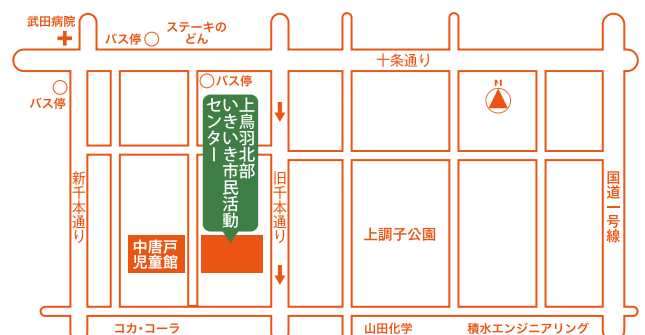 武田病院
バス停
ステーキの
どん
十条通り
バス停
バス停
N
上鳥羽北部
いきいき市民活動
センター
新千本通り
旧千本通り
国道一号線
中唐戸
児童館
上調子公園
コカ・コーラ
山田化学
積水エンジニアリング